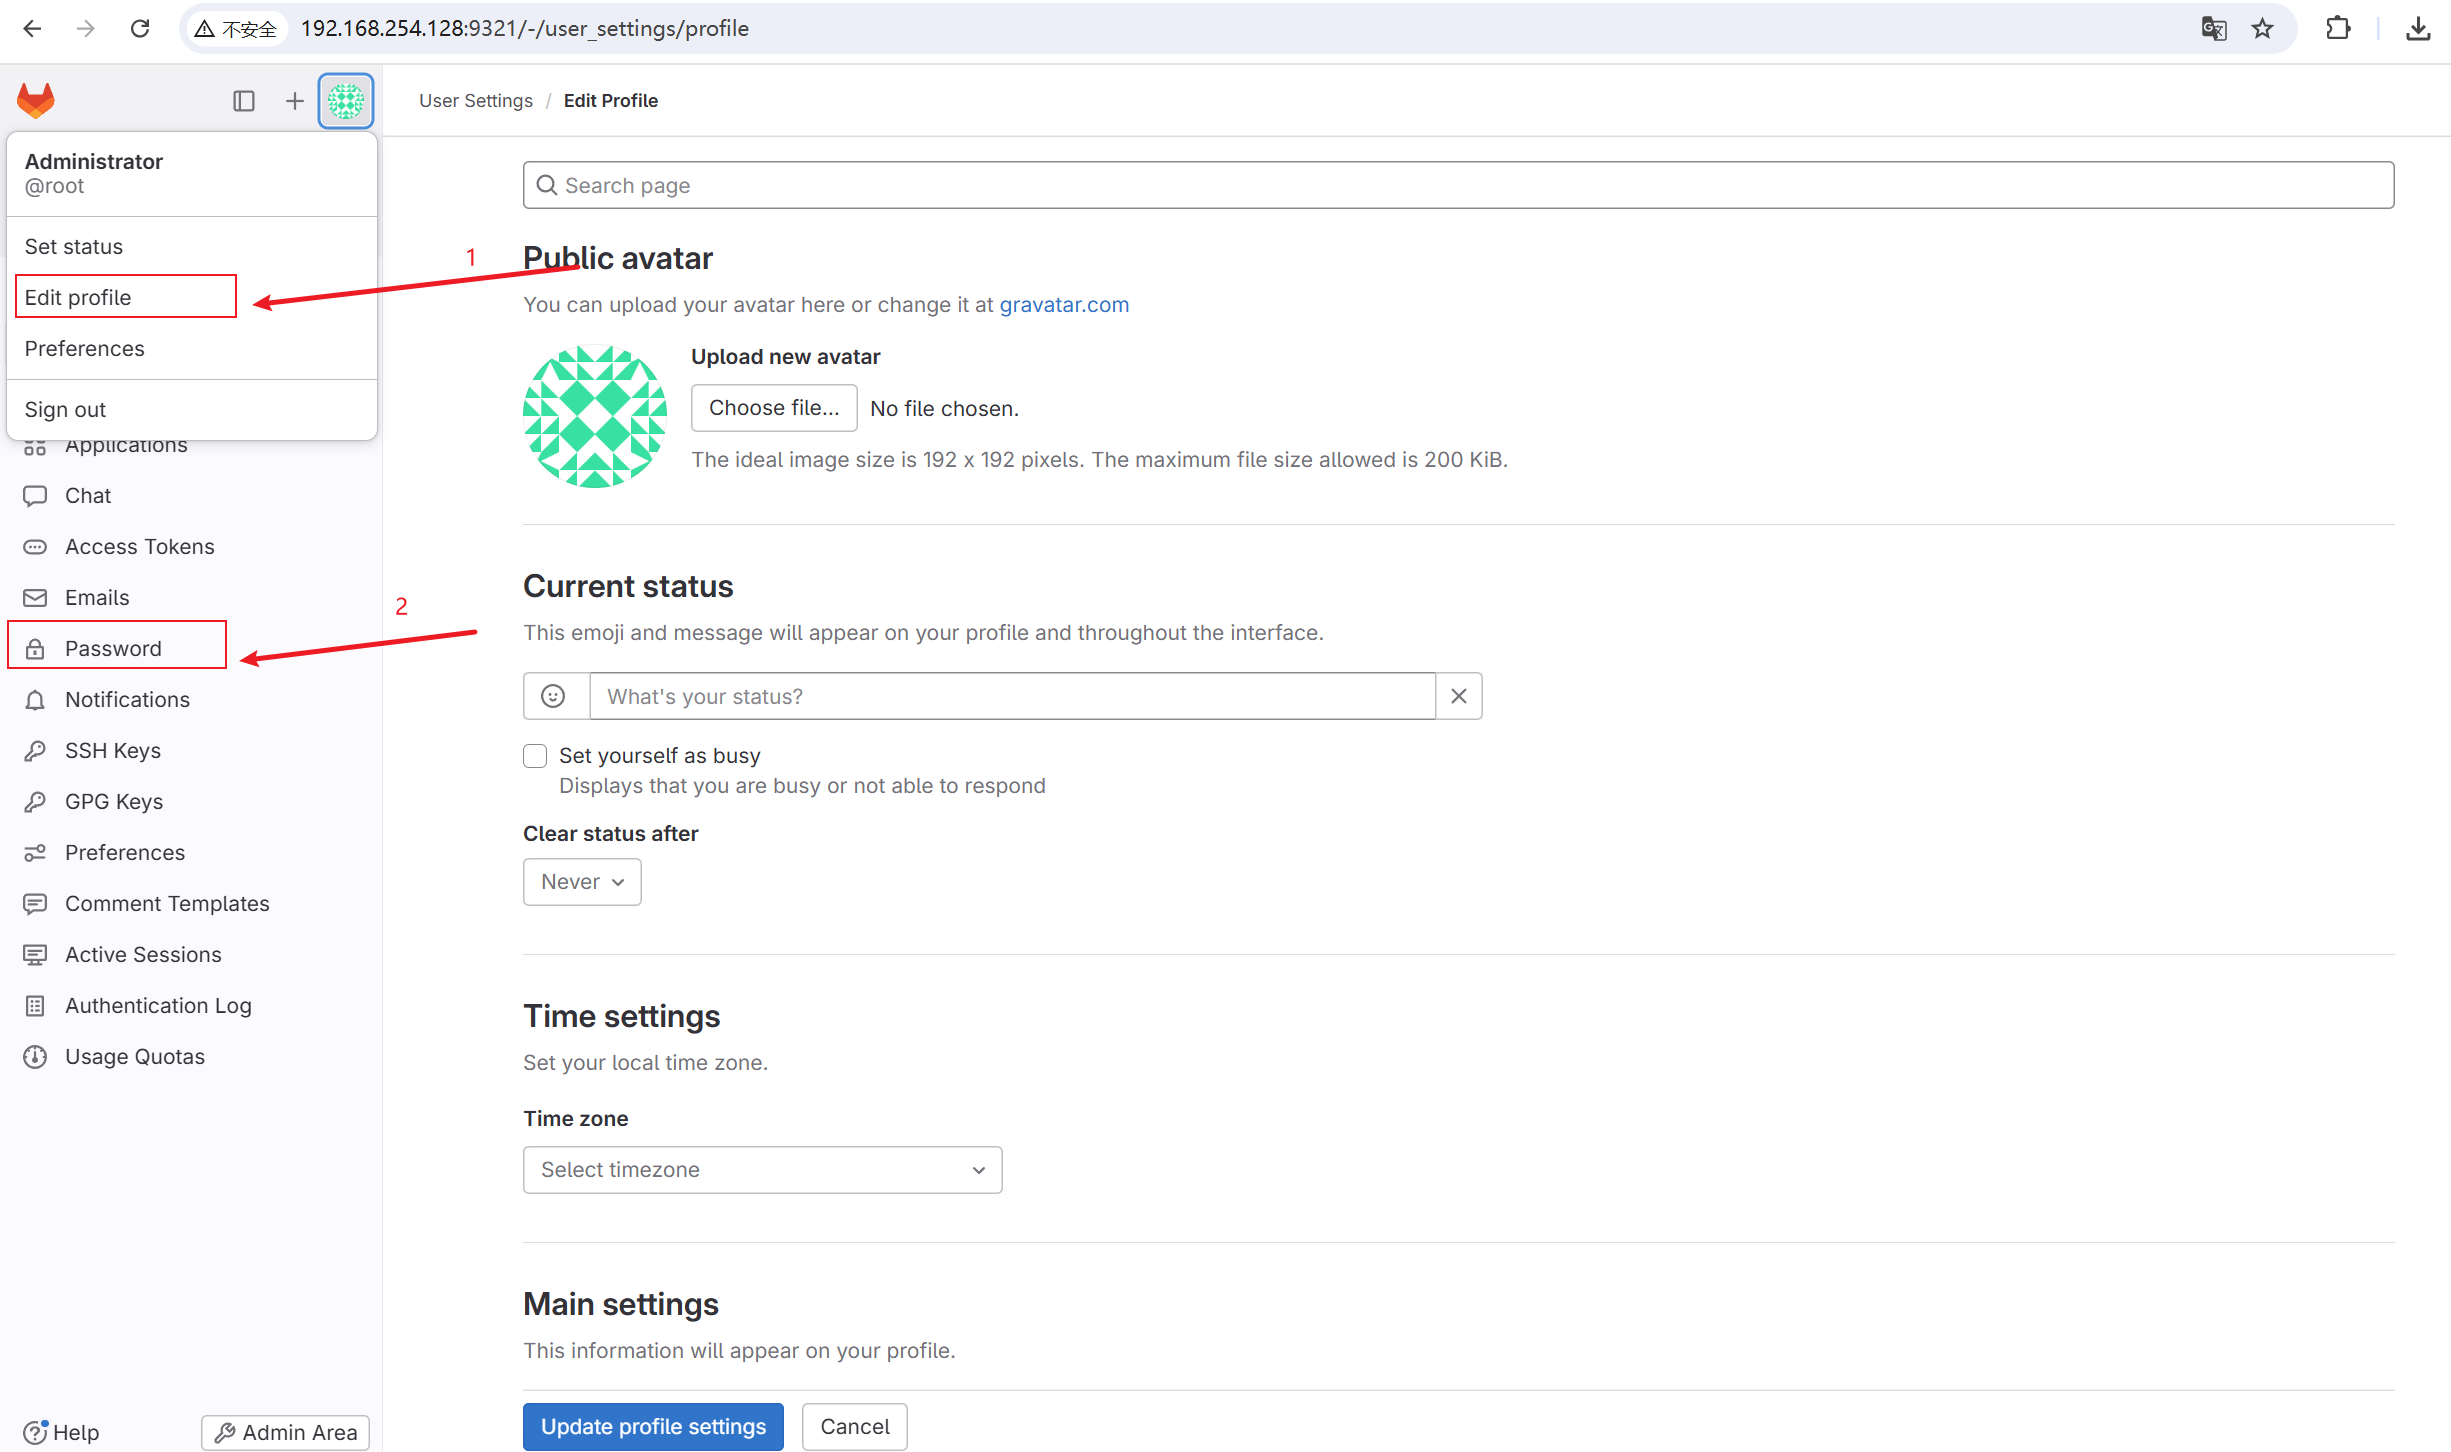 不安全 192.168.254.128:9321/-/user_settings/profile
User Settings / Edit Profile
Administrator
@root
Set status
Edit profile
Preferences
Sign out
Applications
Chat
Access Tokens
Emails
Password
Notifications
SSH Keys
GPG Keys
Preferences
Comment Templates
Active Sessions
Authentication Log
Usage Quotas
Help
Admin Area
1
2
Search page
Public avatar
You can upload your avatar here or change it at gravatar.com
Upload new avatar
Choose file... No file chosen.
The ideal image size is 192 x 192 pixels. The maximum file size allowed is 200 KiB.
Current status
This emoji and message will appear on your profile and throughout the interface.
What's your status?
Set yourself as busy
Displays that you are busy or not able to respond
Clear status after
Never
Time settings
Set your local time zone.
Time zone
Select timezone
Main settings
This information will appear on your profile.
Update profile settings Cancel